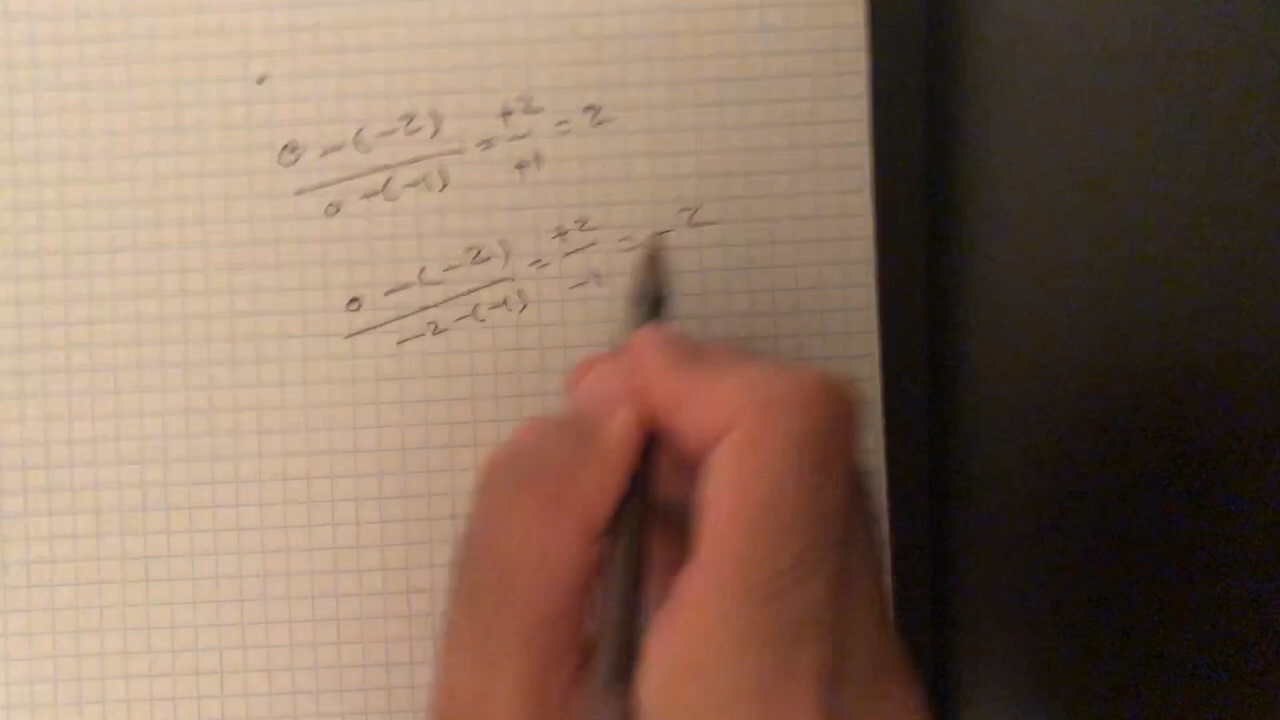 0 - (-2) / 0 - (-1) = +2 / +1 = 2
0 - (-2) / -2 - (-1) = +2 / -1 = -2